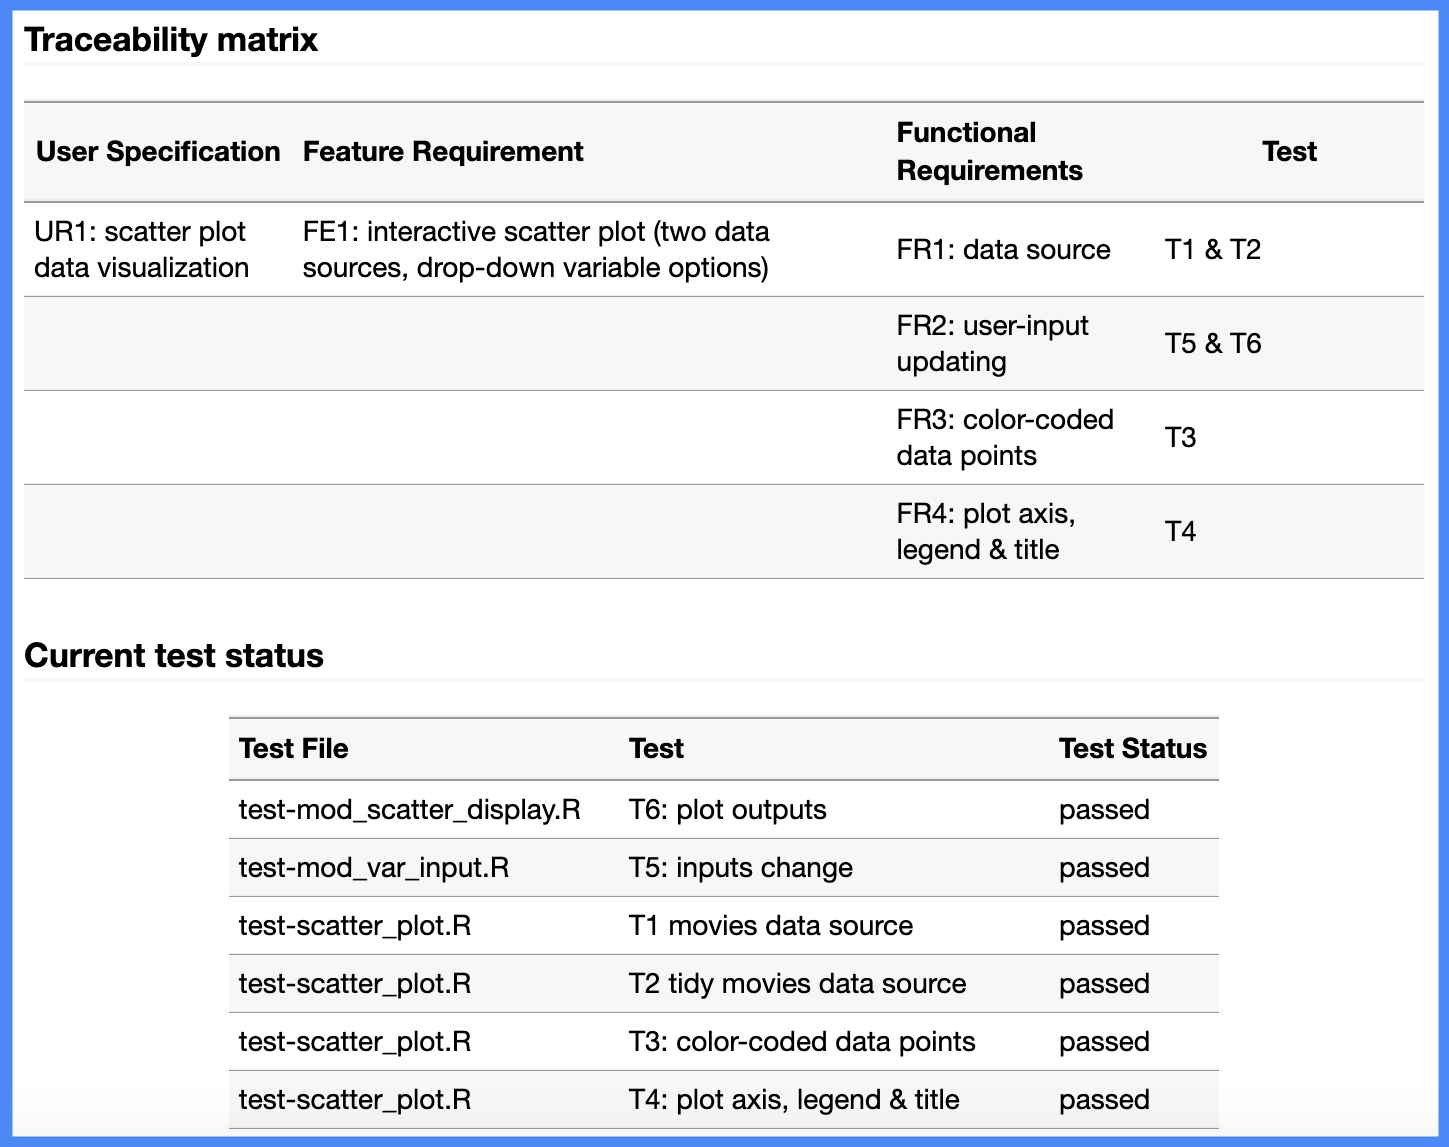 Traceability matrix
User Specification Feature Requirement Functional Requirements Test
UR1: scatter plot data visualization FE1: interactive scatter plot (two data sources, drop-down variable options) FR1: data source T1 & T2
FR2: user-input updating T5 & T6
FR3: color-coded data points T3
FR4: plot axis, legend & title T4
Current test status
Test File Test Test Status
test-mod_scatter_display.R T6: plot outputs passed
test-mod_var_input.R T5: inputs change passed
test-scatter_plot.R T1 movies data source passed
test-scatter_plot.R T2 tidy movies data source passed
test-scatter_plot.R T3: color-coded data points passed
test-scatter_plot.R T4: plot axis, legend & title passed